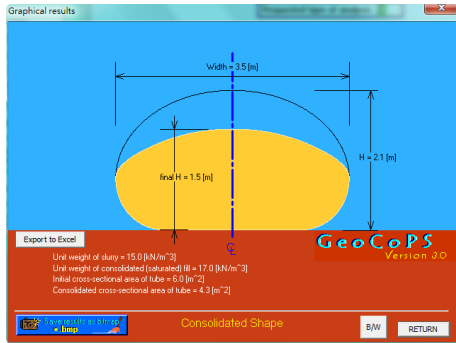 Graphical results
Width = 3.5 [m]
H = 2.1 [m]
final H = 1.5 [m]
CL
Export to Excel
GeoCoPS
Version 3.0
Unit weight of slurry = 15.0 [kN/m^3]
Unit weight of consolidated (saturated) fill = 17.0 [kN/m^3]
Initial cross-sectional area of tube = 6.0 [m^2]
Consolidated cross-sectional area of tube = 4.3 [m^2]
Save results as bitmap
*.bmp
Consolidated Shape
B/W
RETURN